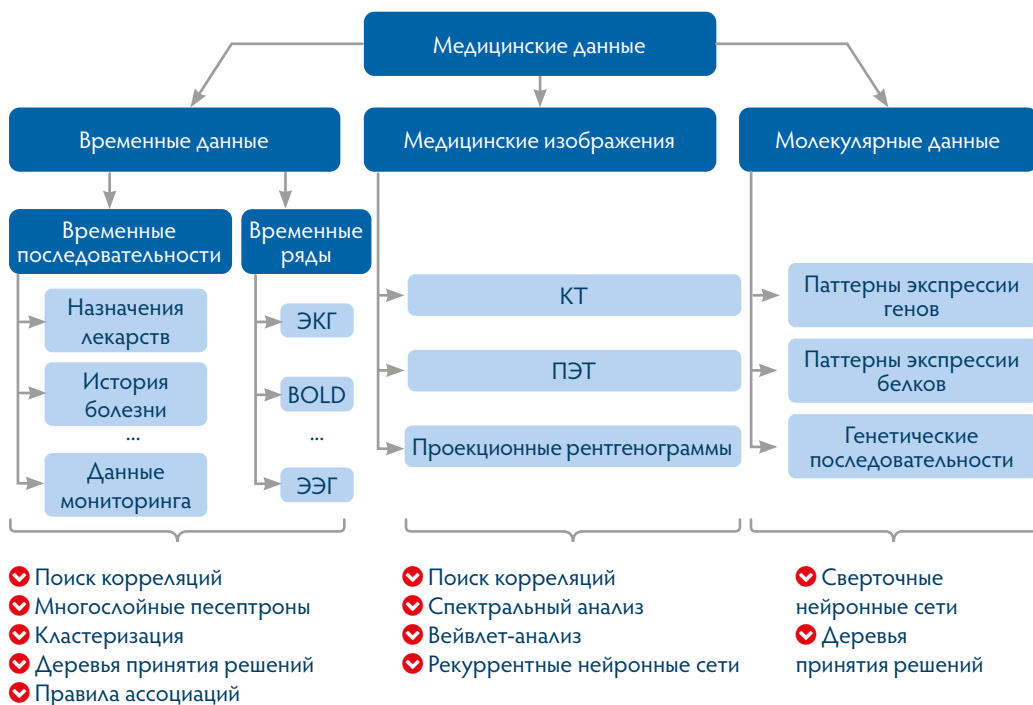 Медицинские данные
Временные данные
Медицинские изображения
Молекулярные данные
Временные
последовательности
Временные
ряды
Назначения
лекарств
История
болезни
...
Данные
мониторинга
ЭКГ
BOLD
...
ЭЭГ
КТ
ПЭТ
Проекционные рентгенограммы
Паттерны экспрессии
генов
Паттерны экспрессии
белков
Генетические
последовательности
Поиск корреляций
Многослойные песептроны
Кластеризация
Деревья принятия решений
Правила ассоциаций
Поиск корреляций
Спектральный анализ
Вейвлет-анализ
Рекуррентные нейронные сети
Сверточные
нейронные сети
Деревья
принятия решений